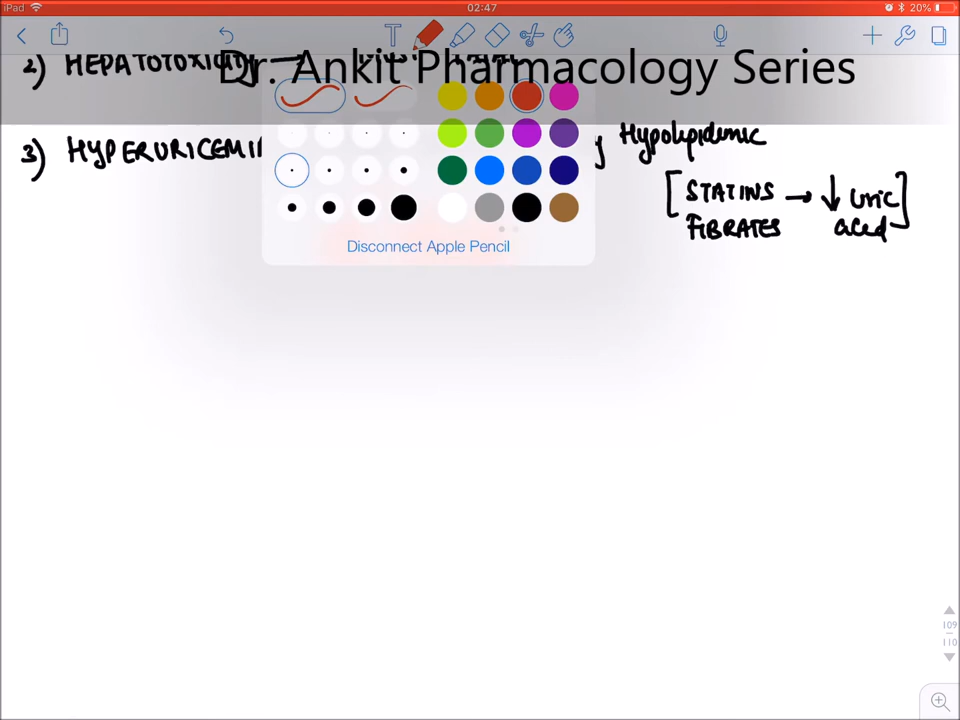 iPad 02:47 20%
Dr. Ankit Pharmacology Series
2) HEPATOTOXICITY →
3) HYPERURICEMI
y Hypolipidemic
[STATINS → ↓ Uric]
FIBRATES acid
Disconnect Apple Pencil
109
110